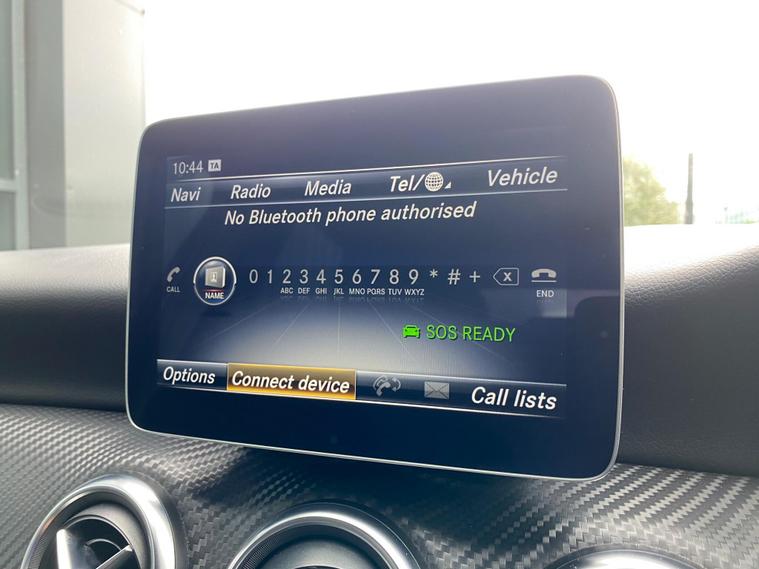 10:44 TA
Navi Radio Media Tel/ Vehicle
No Bluetooth phone authorised
0 1 2 3 4 5 6 7 8 9 * # + X
CALL NAME ABC DEF GHI JKL MNO PQRS TUV WXYZ END
SOS READY
Options Connect device Call lists